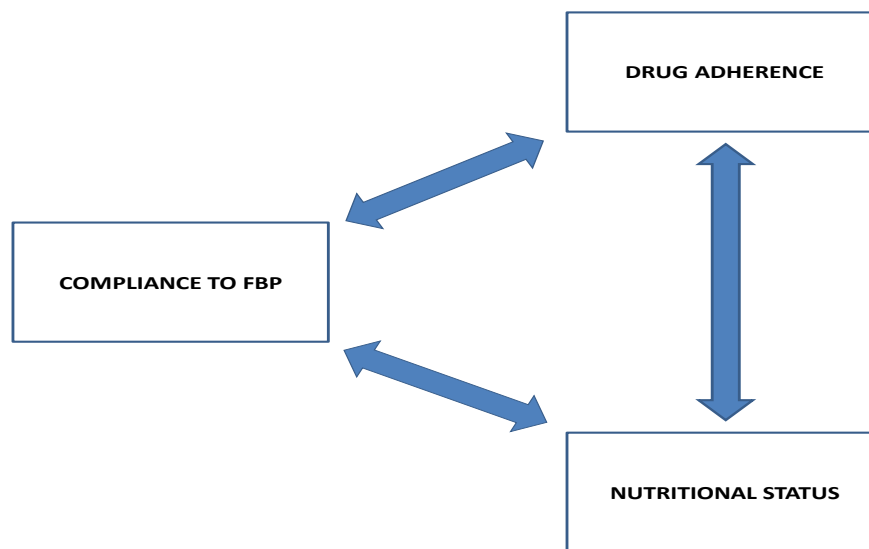 DRUG ADHERENCE
COMPLIANCE TO FBP
NUTRITIONAL STATUS